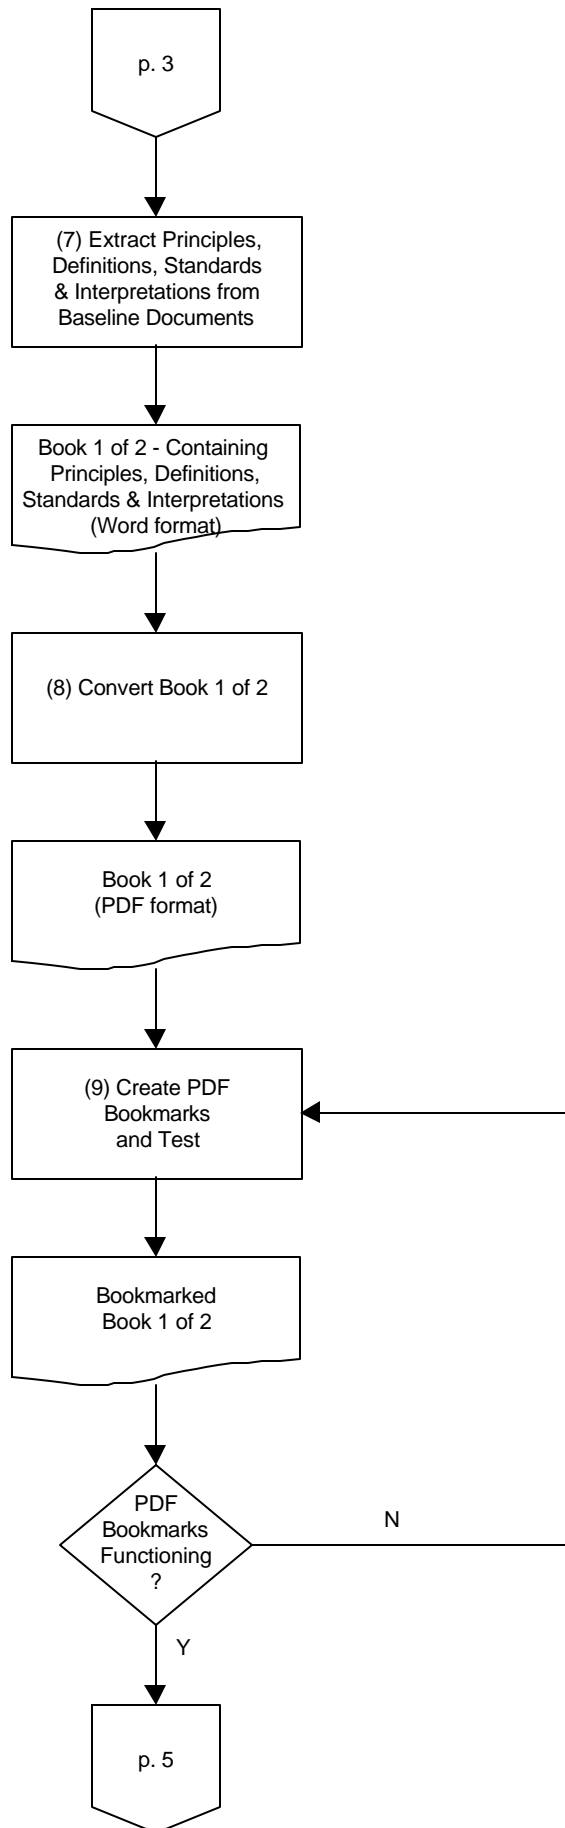 p. 3
(7) Extract Principles,
Definitions, Standards
& Interpretations from
Baseline Documents
Book 1 of 2 - Containing
Principles, Definitions,
Standards & Interpretations
(Word format)
(8) Convert Book 1 of 2
Book 1 of 2
(PDF format)
(9) Create PDF
Bookmarks
and Test
Bookmarked
Book 1 of 2
PDF
Bookmarks
Functioning
?
N
Y
p. 5